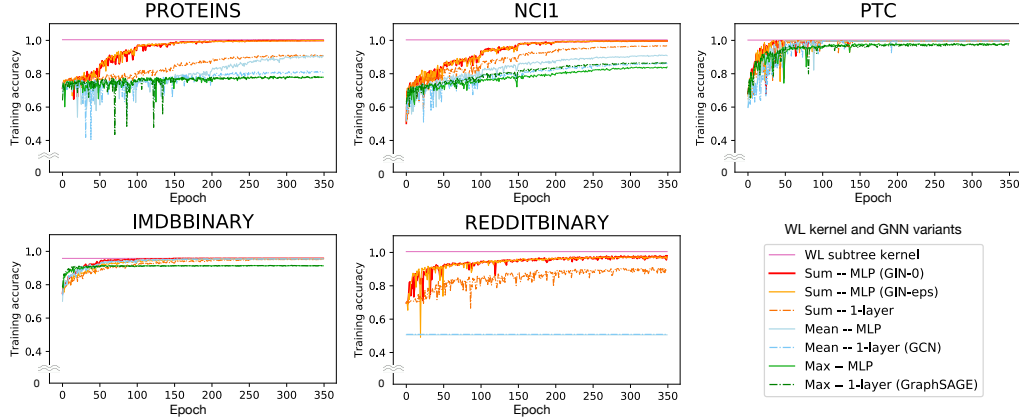 PROTEINS
NCI1
PTC
Training accuracy
1.0
0.8
0.6
0.4
0
0 50 100 150 200 250 300 350
Epoch
Training accuracy
1.0
0.8
0.6
0.4
0
0 50 100 150 200 250 300 350
Epoch
Training accuracy
1.0
0.8
0.6
0.4
0
0 50 100 150 200 250 300 350
Epoch
IMDBBINARY
REDDITBINARY
Training accuracy
1.0
0.8
0.6
0.4
0
0 50 100 150 200 250 300 350
Epoch
Training accuracy
1.0
0.8
0.6
0.4
0
0 50 100 150 200 250 300 350
Epoch
WL kernel and GNN variants
WL subtree kernel
Sum -- MLP (GIN-0)
Sum -- MLP (GIN-eps)
Sum -- 1-layer
Mean -- MLP
Mean -- 1-layer (GCN)
Max – MLP
Max – 1-layer (GraphSAGE)